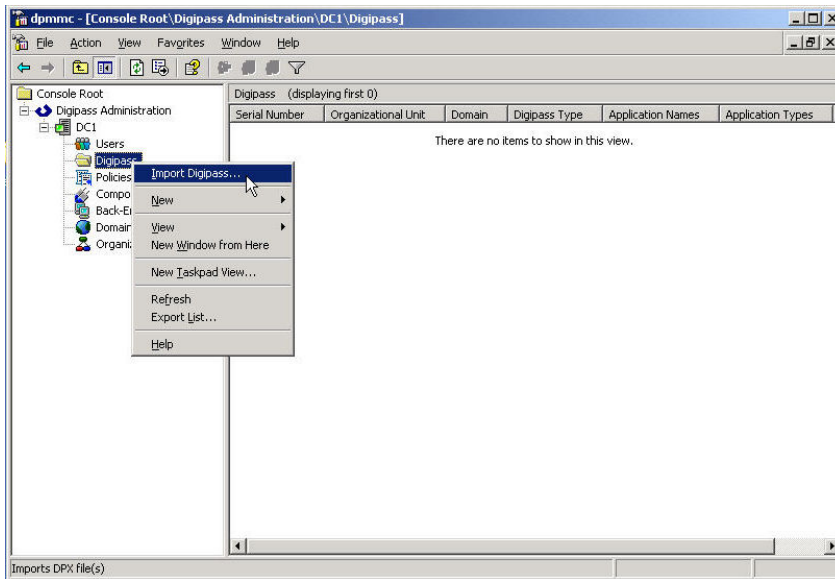 dpmmc - [Console Root\Digipass Administration\DC1\Digipass]
File Action View Favorites Window Help
Console Root
Digipass Administration
DC1
Users
Digipass
Policies
Compo
Back-E
Domair
Organi
Import Digipass...
New
View
New Window from Here
New Taskpad View...
Refresh
Export List...
Help
Digipass (displaying first 0)
Serial Number Organizational Unit Domain Digipass Type Application Names Application Types
There are no items to show in this view.
Imports DPX file(s)